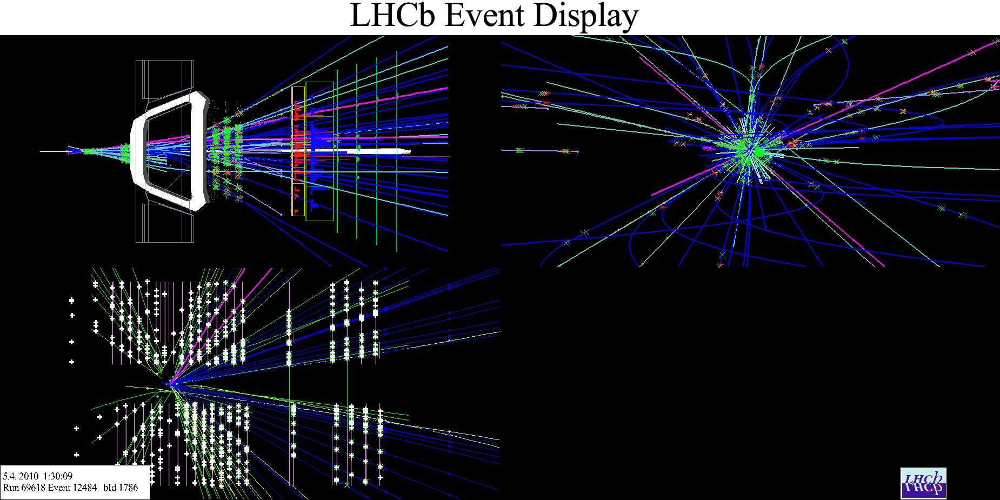 LHCb Event Display
5.4. 2010 1:30:09
Run 69618 Event 12484 bId 1786
LHCb